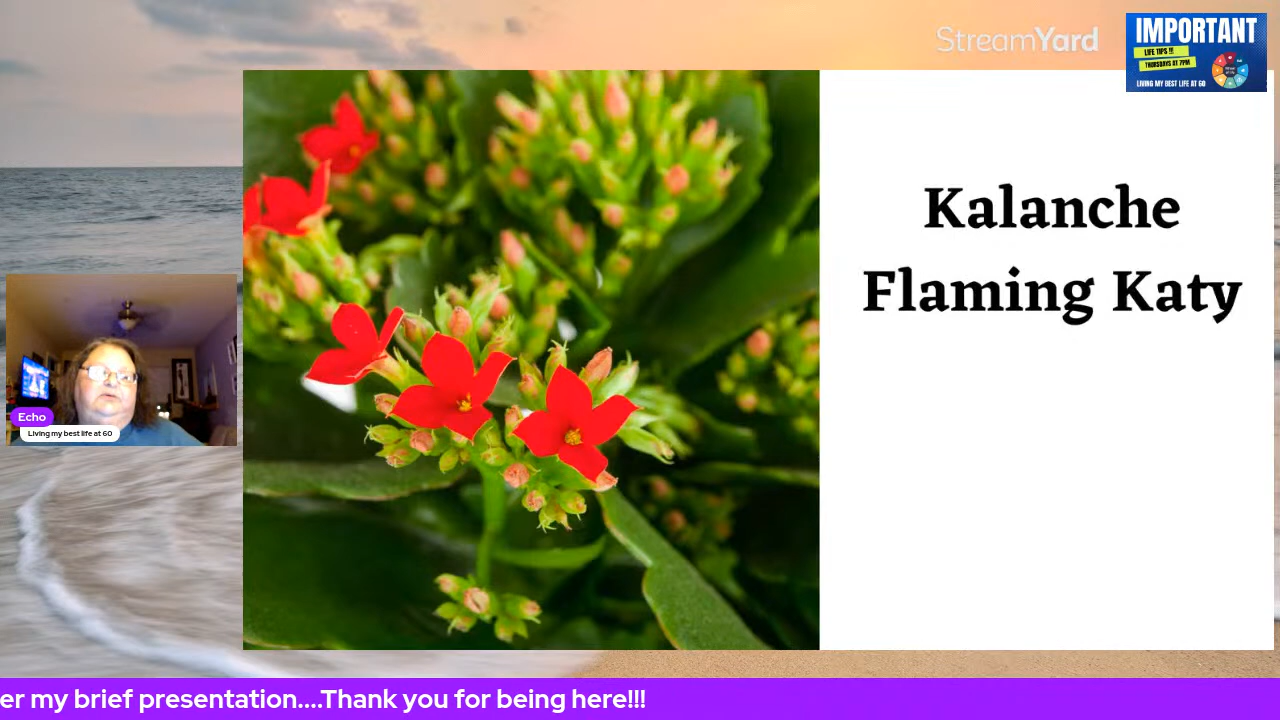 StreamYard
IMPORTANT
LIFE TIPS !!!
THURSDAYS AT 7PM
LIVING MY BEST LIFE AT 60
Kalanche
Flaming Katy
Echo
Living my best life at 60
er my brief presentation....Thank you for being here!!!